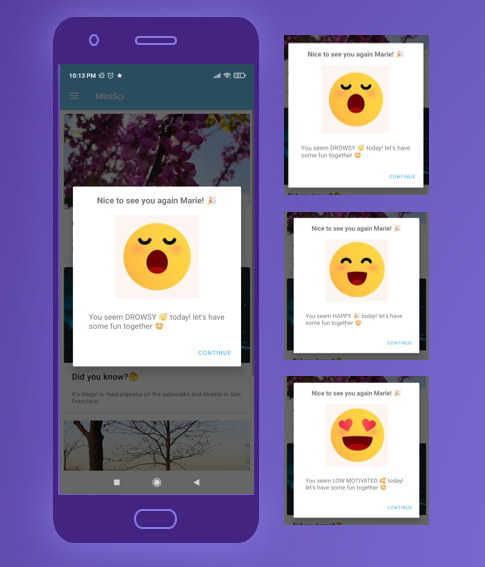 10:13 PM
MiniSci
Nice to see you again Marie! 🎉
You seem DROWSY 😴 today! let's have
some fun together 🤩
CONTINUE
Did you know?🤔
It's illegal to feed pigeons on the sidewalks and streets in San
Francisco.
Nice to see you again Marie! 🎉
You seem DROWSY 😴 today! let's have
some fun together 🤩
CONTINUE
Nice to see you again Marie! 🎉
You seem HAPPY 🎉 today! let's have
some fun together 🤩
CONTINUE
Nice to see you again Marie! 🎉
You seem LOW MOTIVATED 🥰 today!
let's have some fun together 🤩
CONTINUE